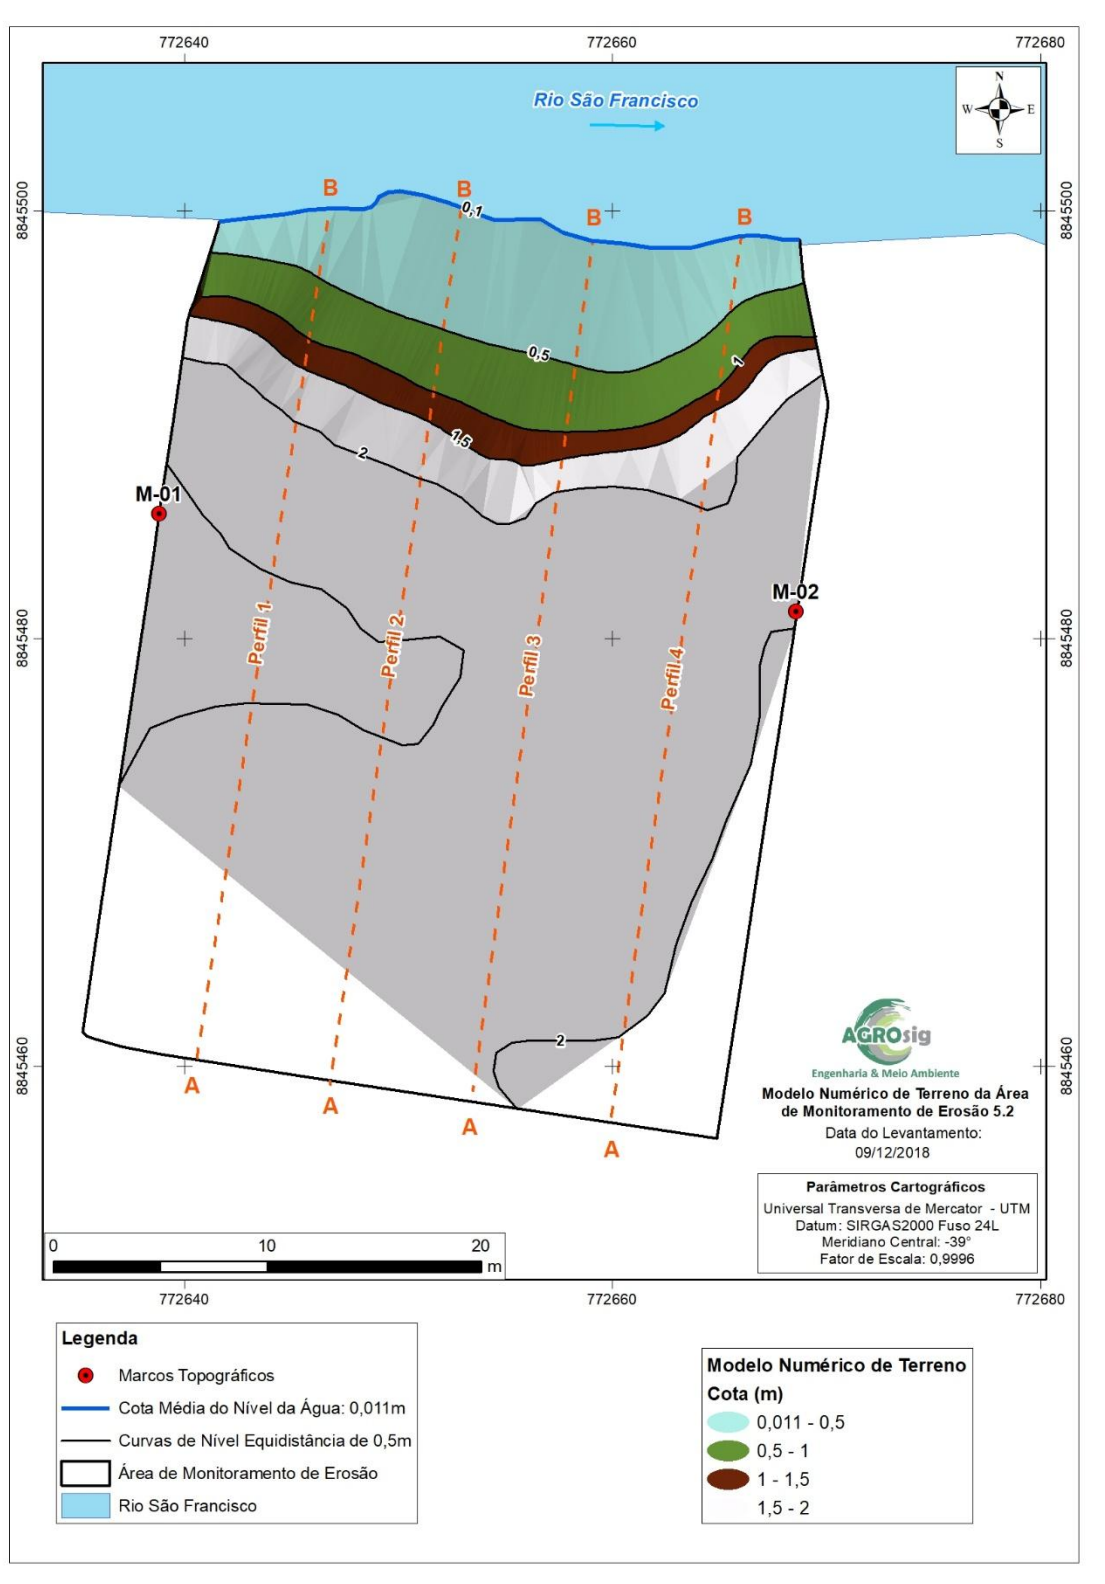 772640 772660 772680
N
W E
S
Rio São Francisco
8845500 8845500
B B B B
0,1
0,5
1
1,5
2
M-01
M-02
8845480 8845480
Perfil 1 Perfil 2 Perfil 3 Perfil 4
2
8845460 8845460
A A A A
AGROsig
Engenharia & Meio Ambiente
Modelo Numérico de Terreno da Área
de Monitoramento de Erosão 5.2
Data do Levantamento:
09/12/2018
Parâmetros Cartográficos
Universal Transversa de Mercator - UTM
Datum: SIRGAS2000 Fuso 24L
Meridiano Central: -39°
Fator de Escala: 0,9996
0 10 20
m
772640 772660 772680
Legenda
Marcos Topográficos
Cota Média do Nível da Água: 0,011m
Curvas de Nível Equidistância de 0,5m
Área de Monitoramento de Erosão
Rio São Francisco
Modelo Numérico de Terreno
Cota (m)
0,011 - 0,5
0,5 - 1
1 - 1,5
1,5 - 2